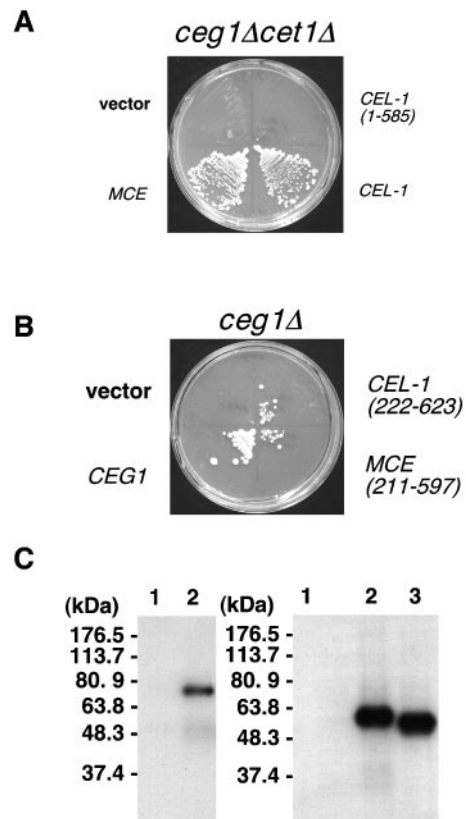 A
ceg1Δcet1Δ
vector
CEL-1
(1-585)
MCE
CEL-1
B
ceg1Δ
vector
CEL-1
(222-623)
CEG1
MCE
(211-597)
C
(kDa) 1 2 (kDa) 1 2 3
176.5 - 176.5 -
113.7 - 113.7 -
80. 9 - 80. 9 -
63.8 - 63.8 -
48.3 - 48.3 -
37.4 - 37.4 -